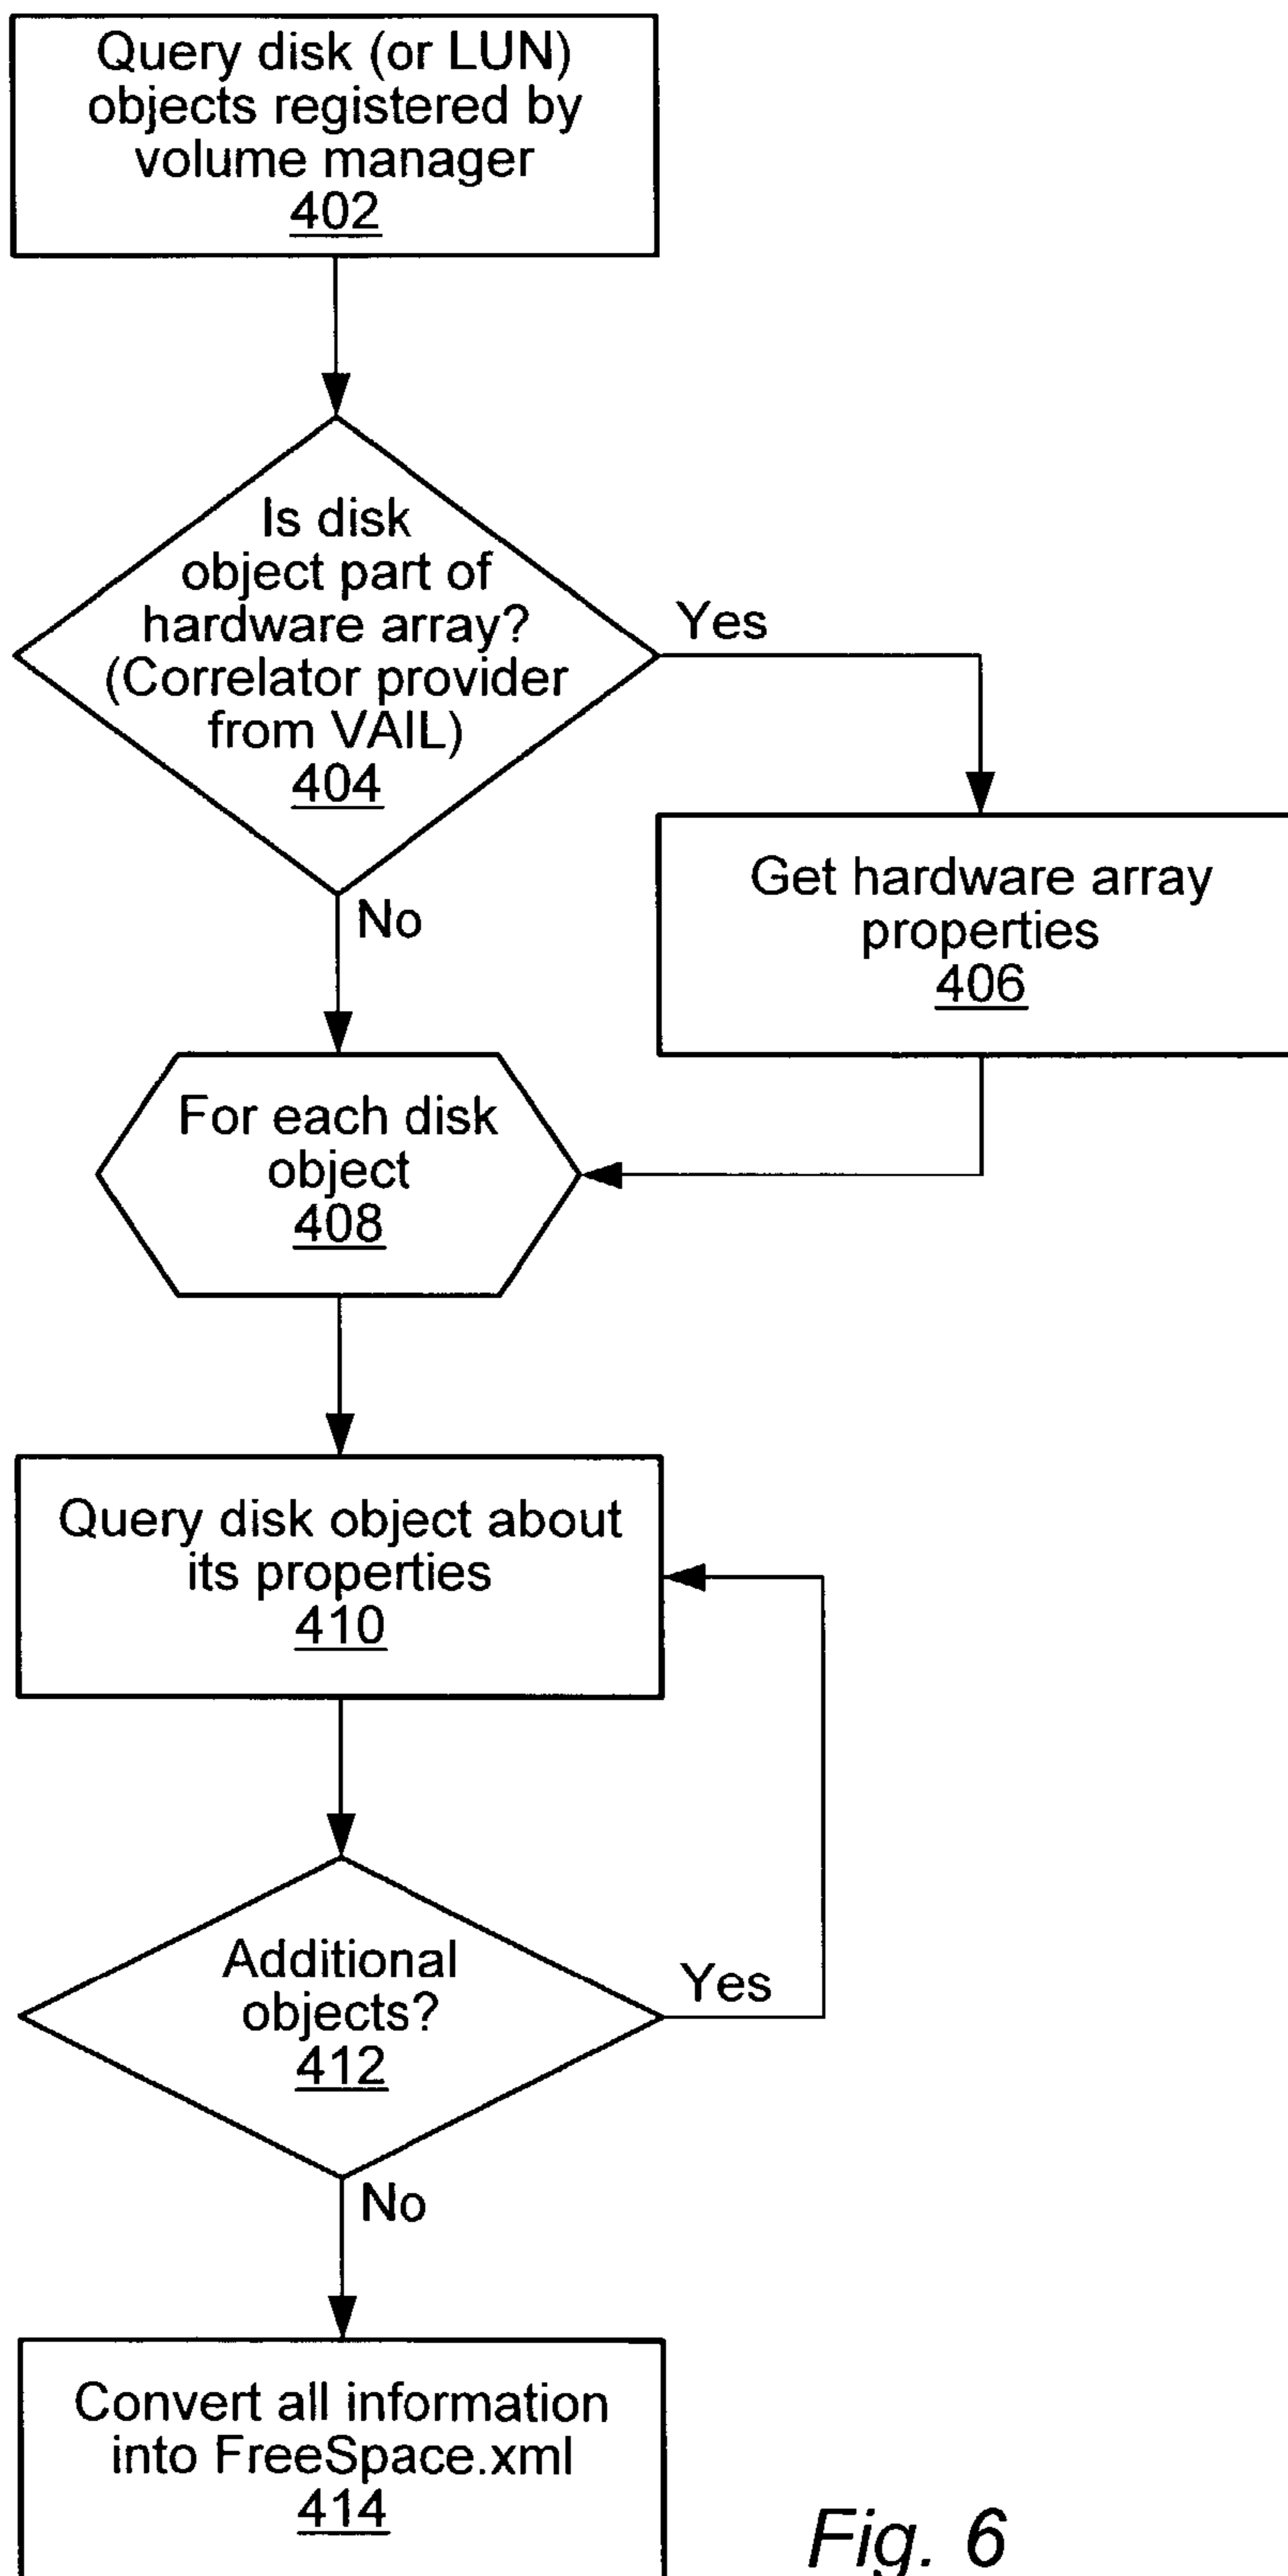 Query disk (or LUN)
objects registered by
volume manager
402
Is disk
object part of
hardware array?
(Correlator provider
from VAIL)
404
Yes
No
Get hardware array
properties
406
For each disk
object
408
Query disk object about
its properties
410
Additional
objects?
412
Yes
No
Convert all information
into FreeSpace.xml
414
Fig. 6